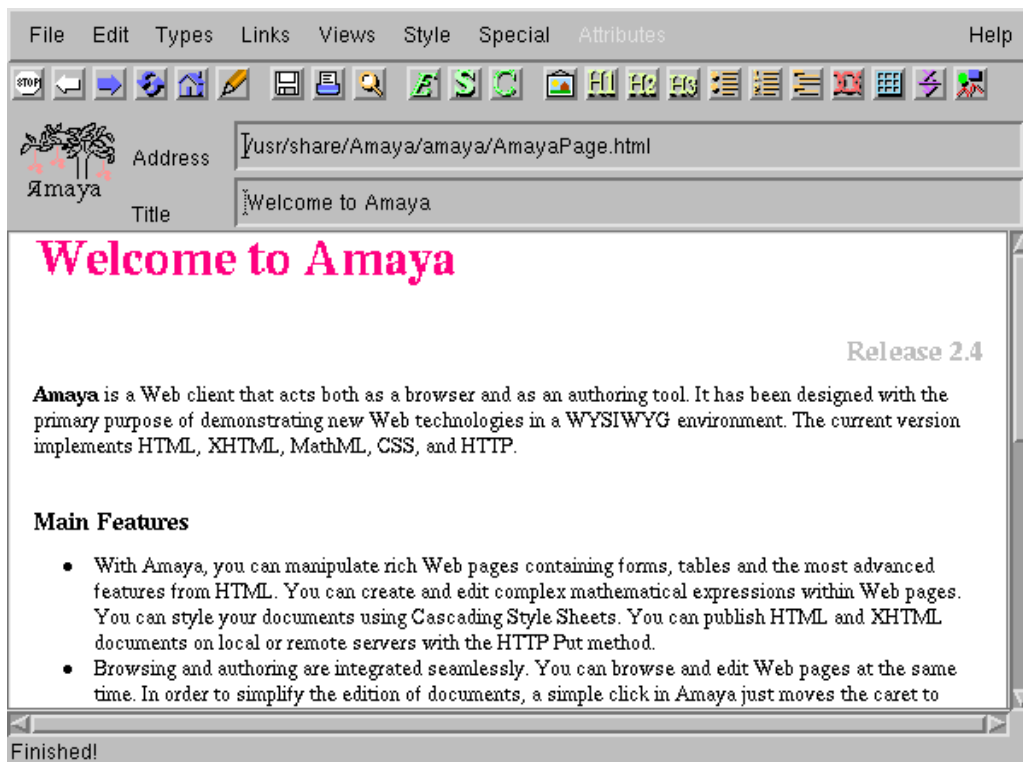 File Edit Types Links Views Style Special Attributes Help
STOP! E S C H1 H2 H3
Address /usr/share/Amaya/amaya/AmayaPage.html
Amaya
Title Welcome to Amaya
Welcome to Amaya
Release 2.4
Amaya is a Web client that acts both as a browser and as an authoring tool. It has been designed with the
primary purpose of demonstrating new Web technologies in a WYSIWYG environment. The current version
implements HTML, XHTML, MathML, CSS, and HTTP.
Main Features
• With Amaya, you can manipulate rich Web pages containing forms, tables and the most advanced
features from HTML. You can create and edit complex mathematical expressions within Web pages.
You can style your documents using Cascading Style Sheets. You can publish HTML and XHTML
documents on local or remote servers with the HTTP Put method.
• Browsing and authoring are integrated seamlessly. You can browse and edit Web pages at the same
time. In order to simplify the edition of documents, a simple click in Amaya just moves the caret to
Finished!